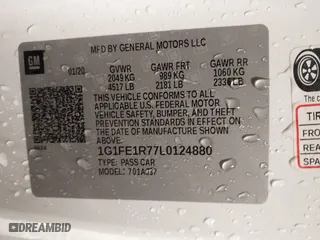 GM
MFD BY GENERAL MOTORS LLC
01/20 GVWR GAWR FRT GAWR RR
2049 KG 989 KG 1060 KG
4517 LB 2181 LB 2336 LB
THIS VEHICLE CONFORMS TO ALL
APPLICABLE U.S. FEDERAL MOTOR
VEHICLE SAFETY, BUMPER, AND THEFT
PREVENTION STANDARDS IN EFFECT ON
THE DATE OF MANUFACTURE SHOWN ABOVE.
1G1FE1R77L0124880
TYPE: PASS CAR
MODEL:
The c
TIR
FRO
REA
SPA
DREAMBID